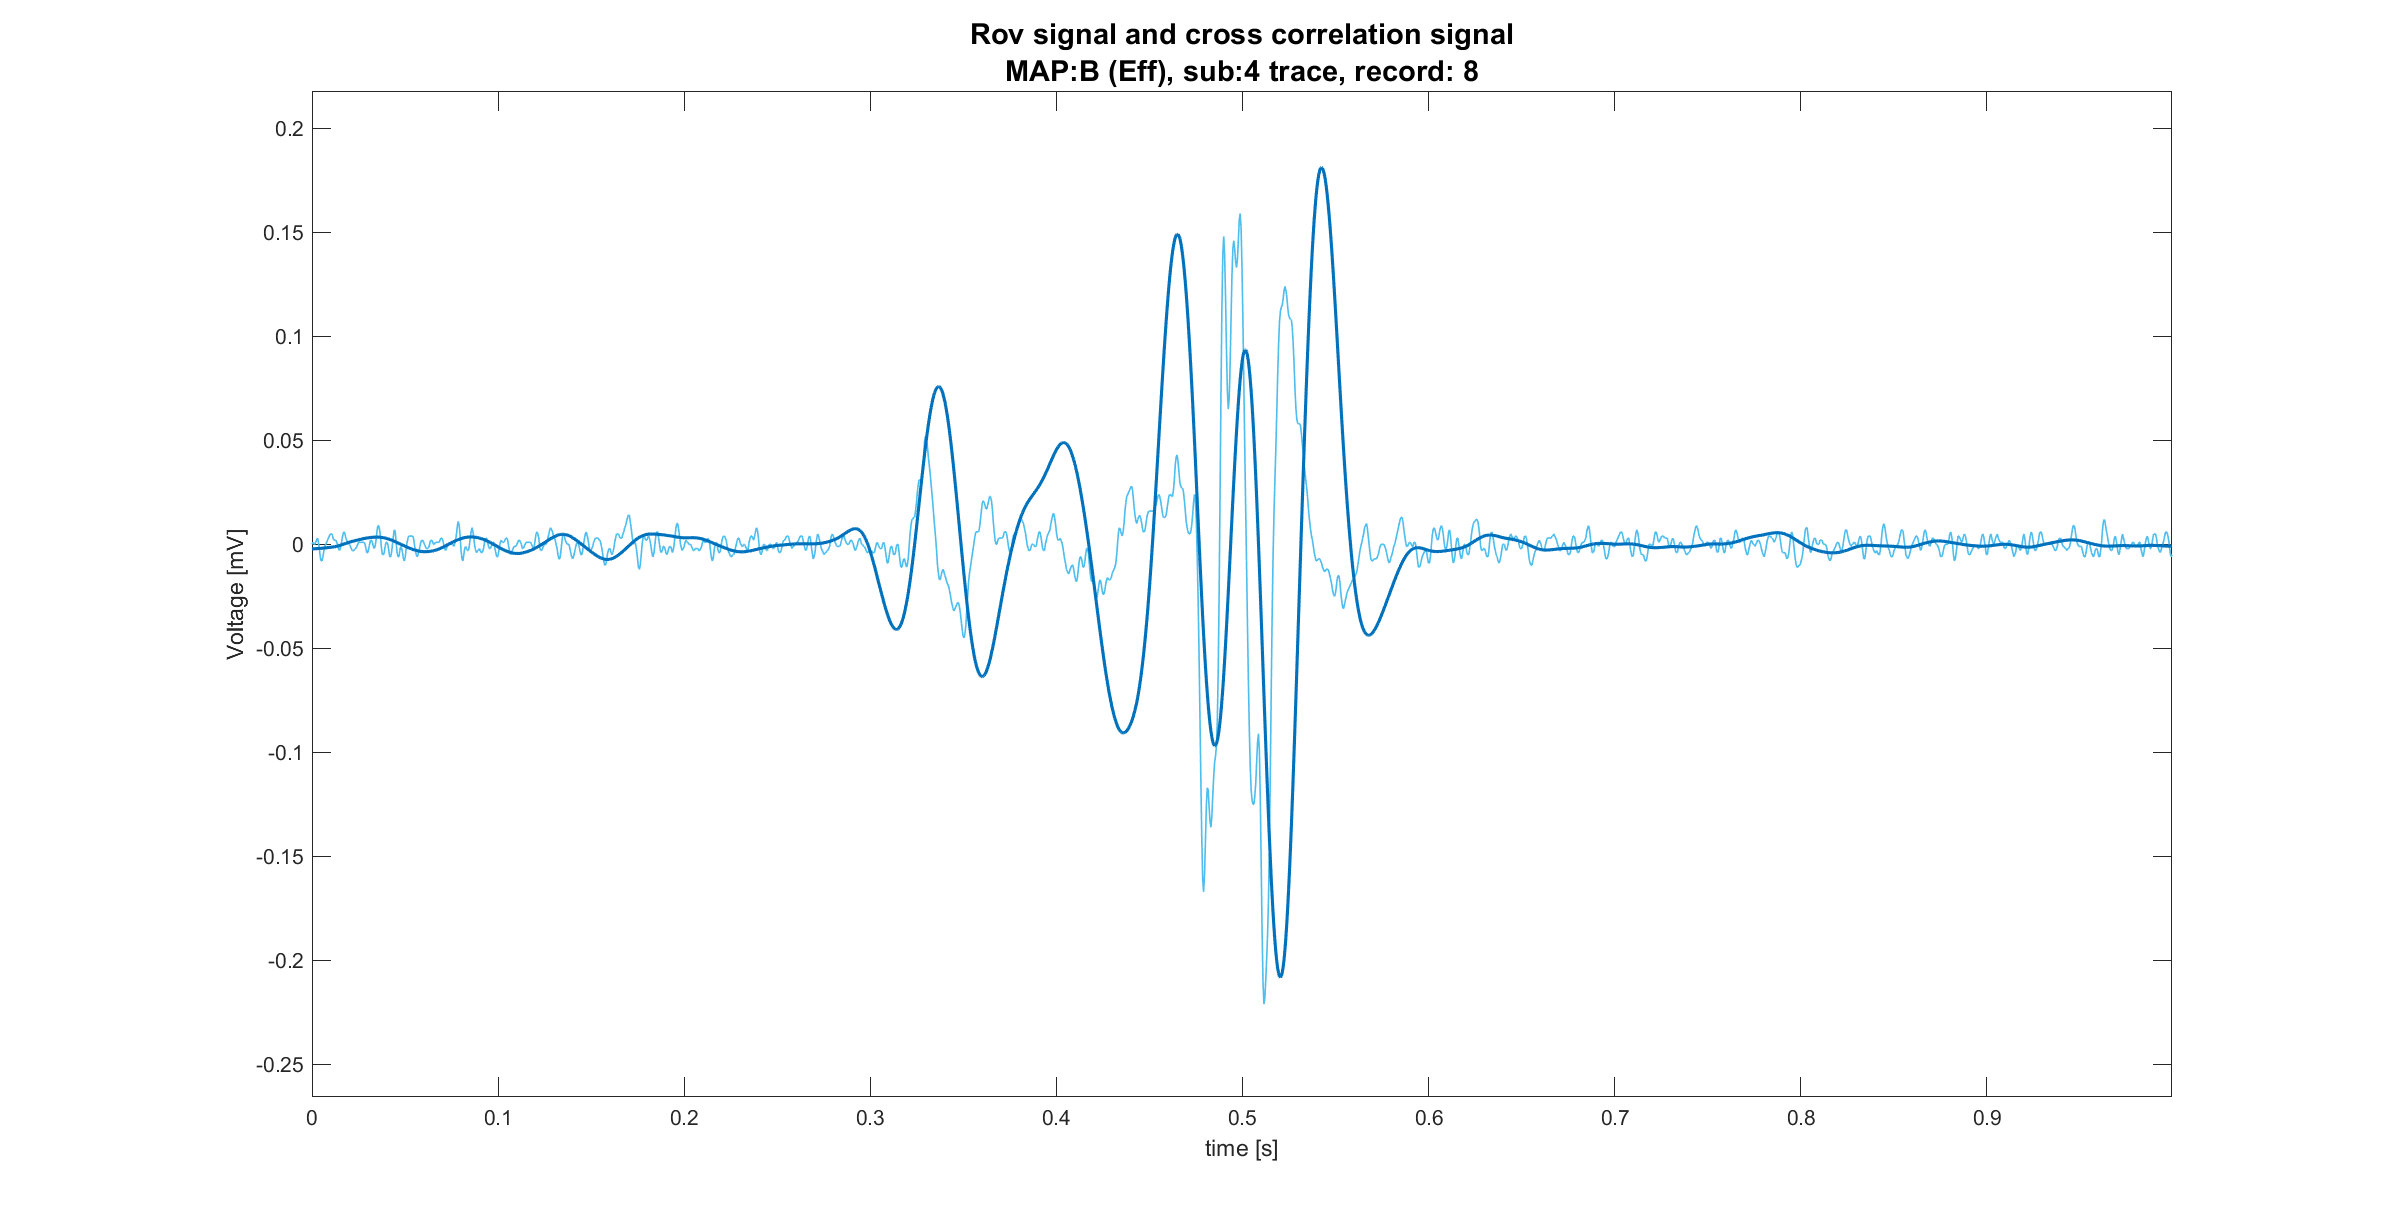 Rov signal and cross correlation signal
MAP:B (Eff), sub:4 trace, record: 8
0.2
0.15
0.1
0.05
0
-0.05
-0.1
-0.15
-0.2
-0.25
Voltage [mV]
0 0.1 0.2 0.3 0.4 0.5 0.6 0.7 0.8 0.9
time [s]